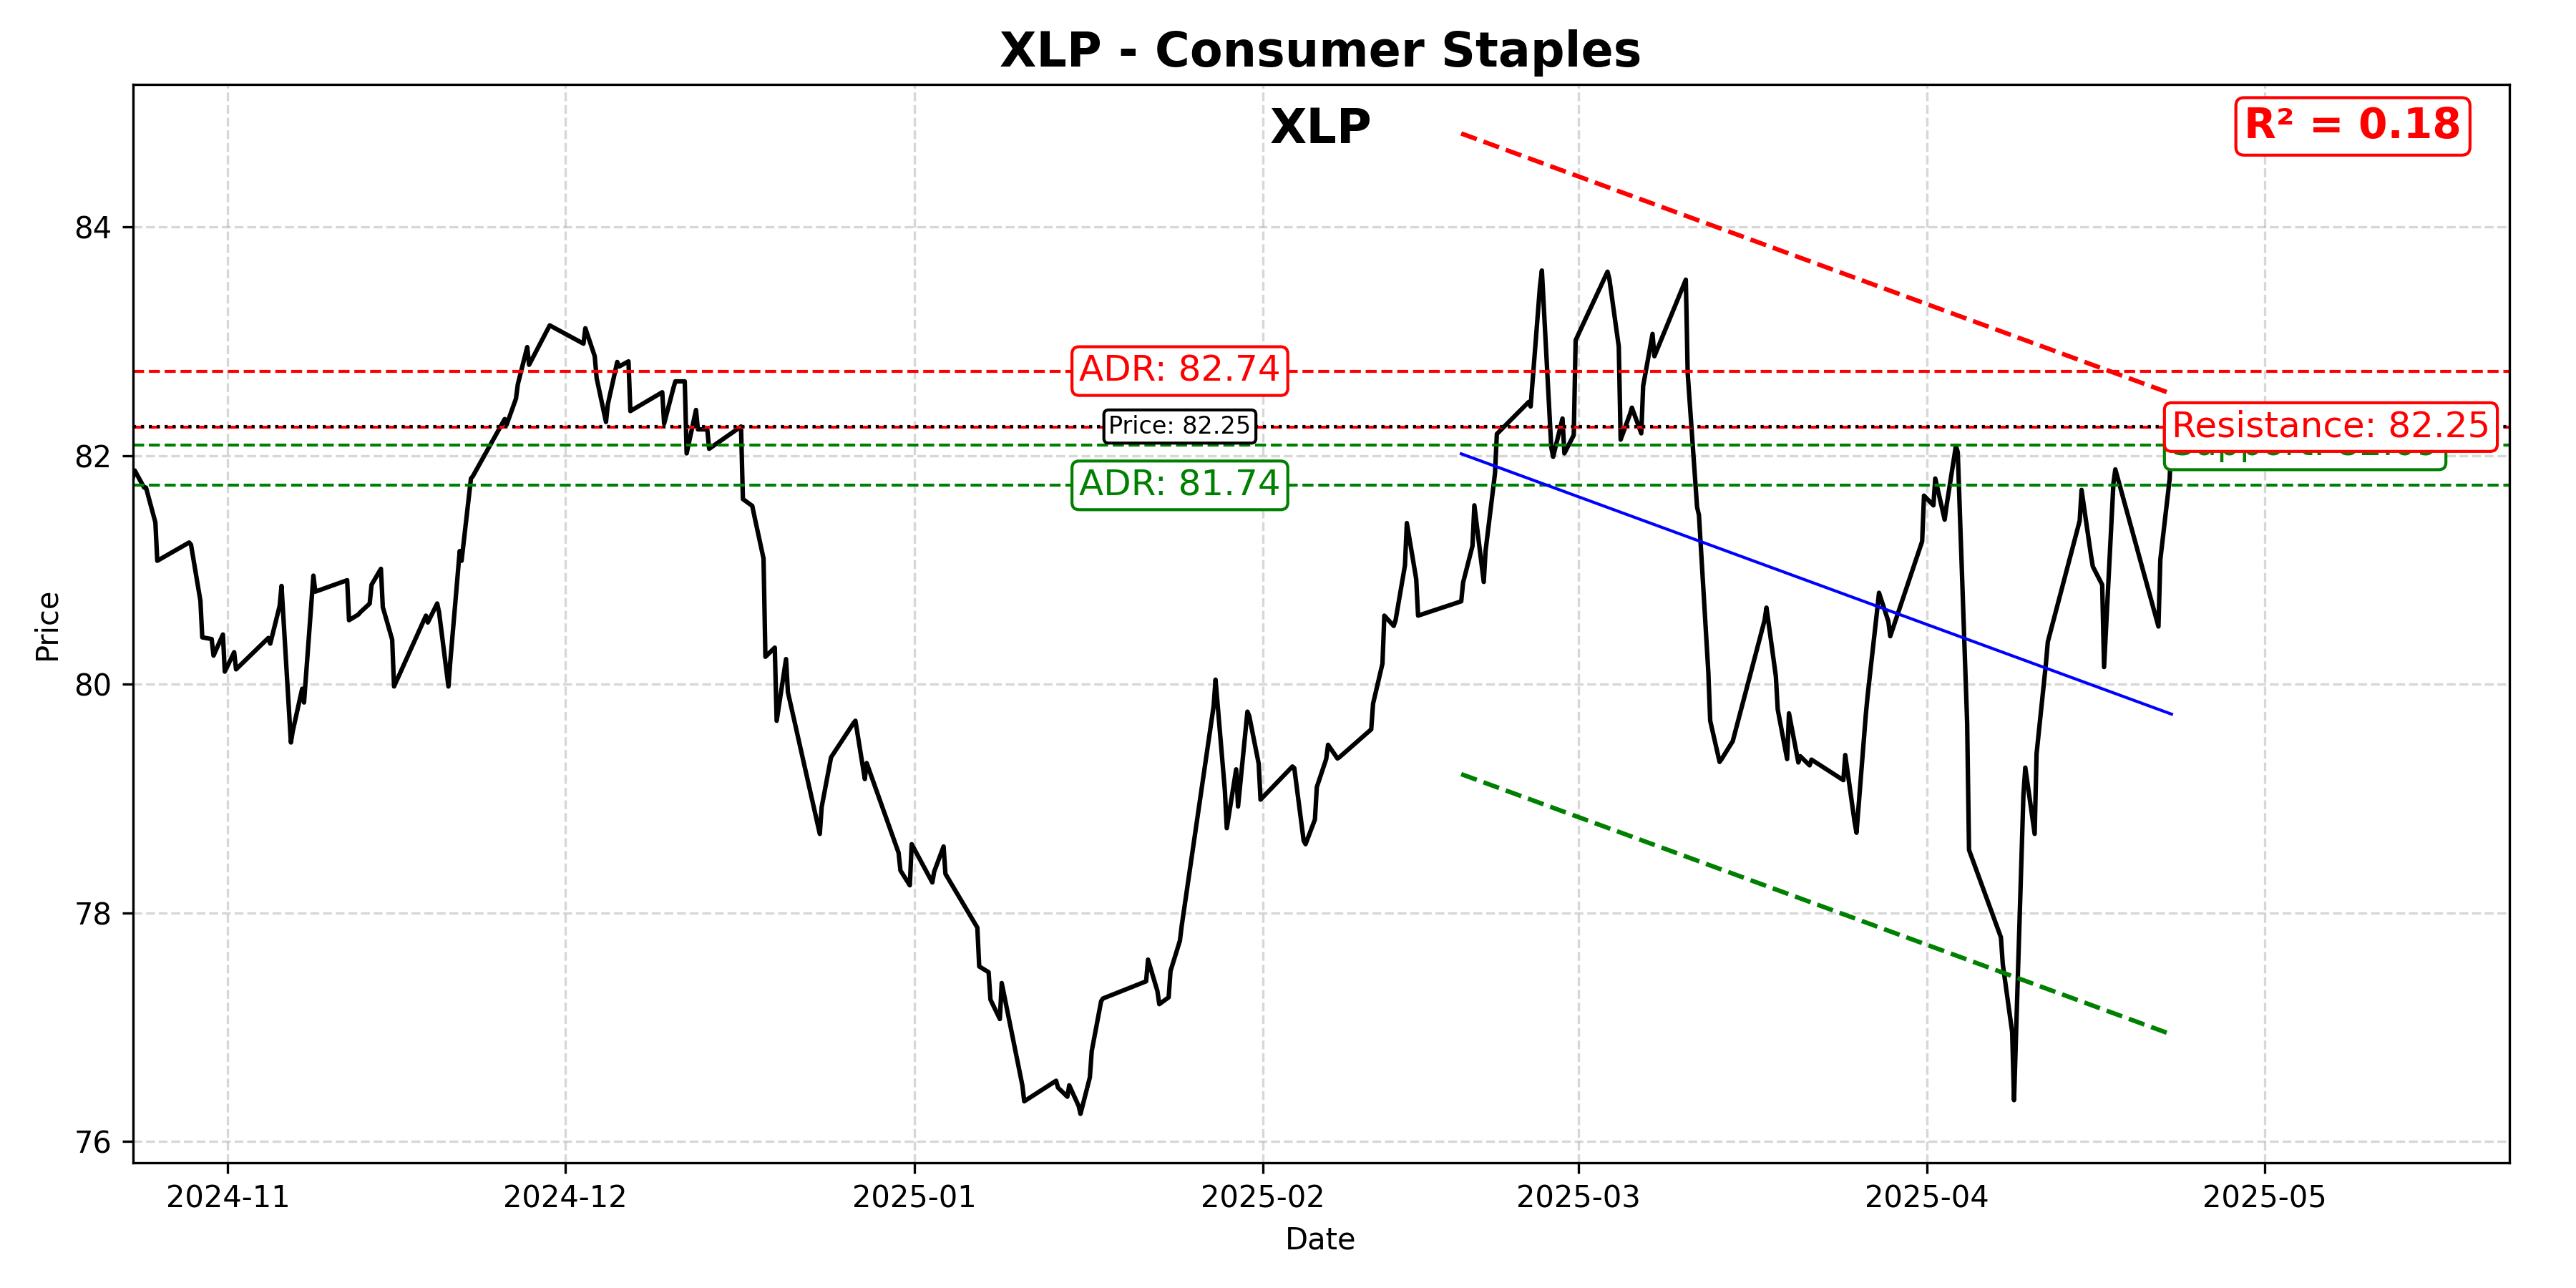 XLP - Consumer Staples
XLP
R² = 0.18
84
82
80
78
76
Price
ADR: 82.74
Price: 82.25
ADR: 81.74
Resistance: 82.25
2024-11
2024-12
2025-01
2025-02
2025-03
2025-04
2025-05
Date